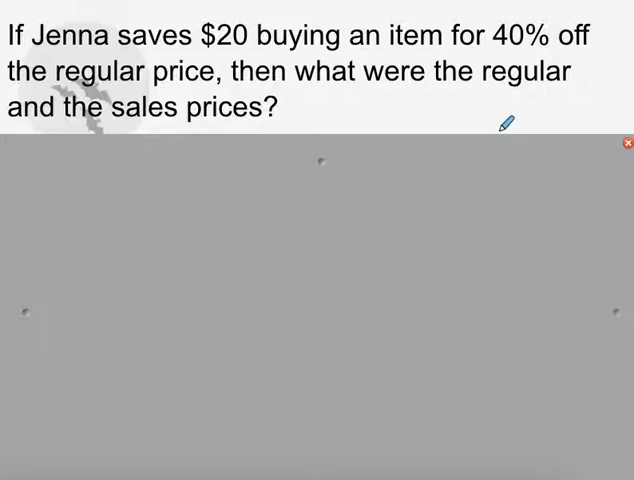 If Jenna saves $20 buying an item for 40% off
the regular price, then what were the regular
and the sales prices?